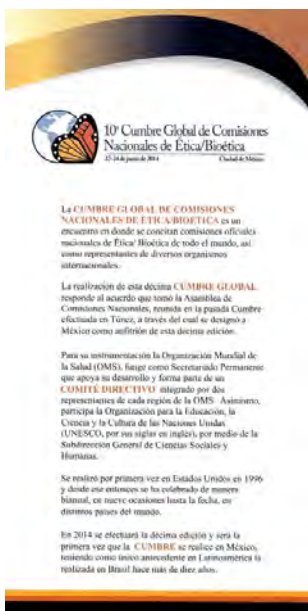 10ª Cumbre Global de Comisiones
Nacionales de Ética/Bioética
22-24 de junio de 2014 Ciudad de México
La CUMBRE GLOBAL DE COMISIONES
NACIONALES DE ÉTICA/BIOÉTICA es un
encuentro en donde se concitan comisiones oficiales
nacionales de Ética/ Bioética de todo el mundo, así
como representantes de diversos organismos
internacionales.
La realización de esta décima CUMBRE GLOBAL
responde al acuerdo que tomó la Asamblea de
Comisiones Nacionales, reunida en la pasada Cumbre
efectuada en Túnez, a través del cual se designó a
México como anfitrión de esta décima edición.
Para su instrumentación la Organización Mundial de
la Salud (OMS), funge como Secretariado Permanente
que apoya su desarrollo y forma parte de un
COMITÉ DIRECTIVO integrado por dos
representantes de cada región de la OMS Asimismo,
participa la Organización para la Educación, la
Ciencia y la Cultura de las Naciones Unidas
(UNESCO, por sus siglas en inglés), por medio de la
Subdirección General de Ciencias Sociales y
Humanas.
Se realizó por primera vez en Estados Unidos en 1996
y desde ese entonces se ha celebrado de manera
bianual, en nueve ocasiones hasta la fecha, en
distintos países del mundo.
En 2014 se efectuará la décima edición y será la
primera vez que la CUMBRE se realice en México,
teniendo como único antecedente en Latinoamérica la
realizada en Brasil hace más de diez años.